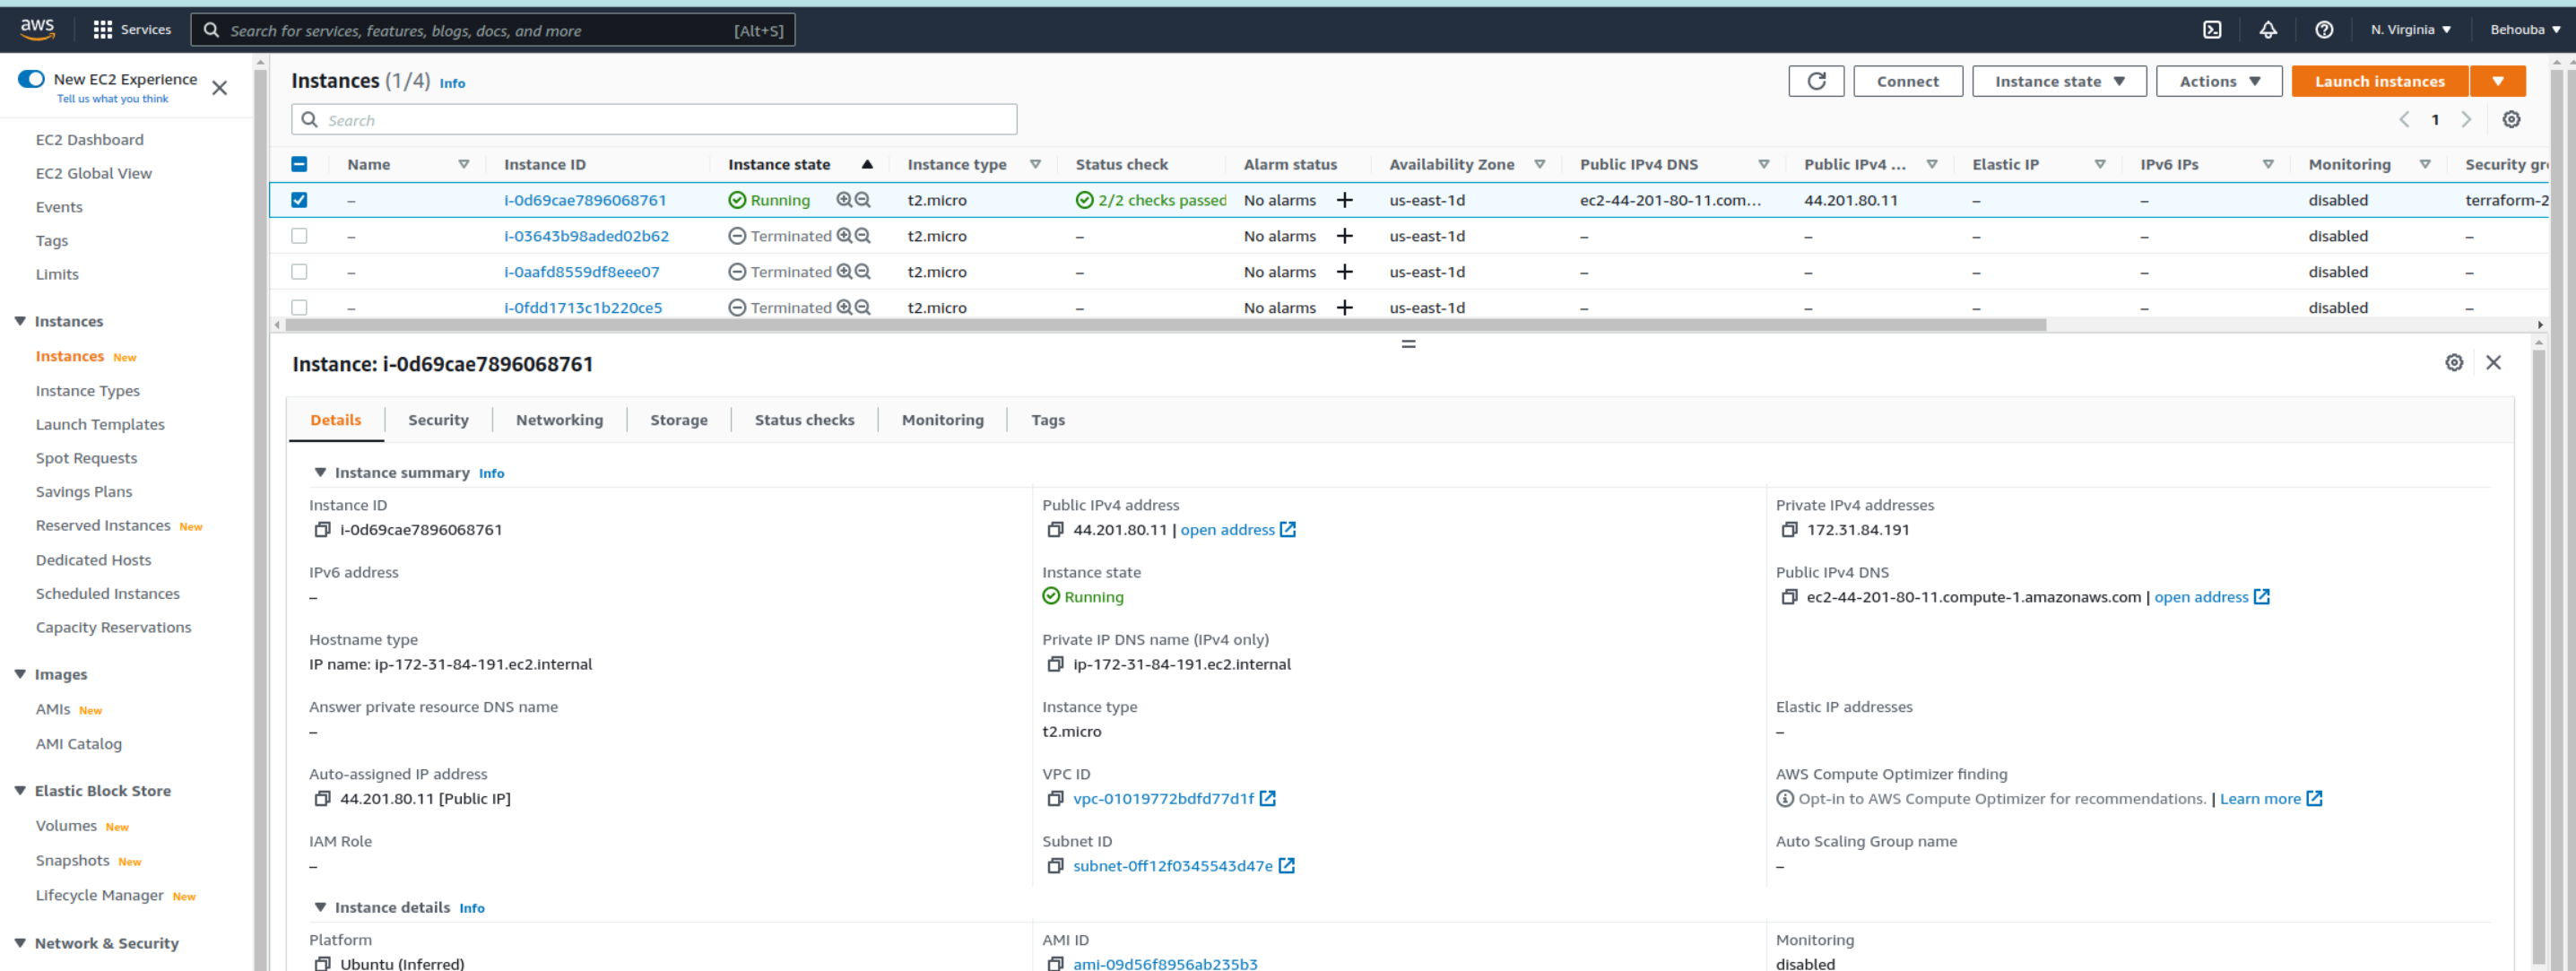 aws Services Search for services, features, blogs, docs, and more [Alt+S] N. Virginia Behouba
New EC2 Experience
Tell us what you think
EC2 Dashboard
EC2 Global View
Events
Tags
Limits
Instances
Instances New
Instance Types
Launch Templates
Spot Requests
Savings Plans
Reserved Instances New
Dedicated Hosts
Scheduled Instances
Capacity Reservations
Images
AMIs New
AMI Catalog
Elastic Block Store
Volumes New
Snapshots New
Lifecycle Manager New
Network & Security
Instances (1/4) Info Connect Instance state Actions Launch instances
Search 1
Name Instance ID Instance state Instance type Status check Alarm status Availability Zone Public IPv4 DNS Public IPv4 ... Elastic IP IPv6 IPs Monitoring Security gr
– i-0d69cae7896068761 Running t2.micro 2/2 checks passed No alarms + us-east-1d ec2-44-201-80-11.com... 44.201.80.11 – – disabled terraform-2
– i-03643b98aded02b62 Terminated t2.micro – No alarms + us-east-1d – – – – disabled –
– i-0aafd8559df8eee07 Terminated t2.micro – No alarms + us-east-1d – – – – disabled –
– i-0fdd1713c1b220ce5 Terminated t2.micro – No alarms + us-east-1d – – – – disabled –
Instance: i-0d69cae7896068761
Details Security Networking Storage Status checks Monitoring Tags
Instance summary Info
Instance ID Public IPv4 address Private IPv4 addresses
i-0d69cae7896068761 44.201.80.11 | open address 172.31.84.191
IPv6 address Instance state Public IPv4 DNS
– Running ec2-44-201-80-11.compute-1.amazonaws.com | open address
Hostname type Private IP DNS name (IPv4 only)
IP name: ip-172-31-84-191.ec2.internal ip-172-31-84-191.ec2.internal
Answer private resource DNS name Instance type Elastic IP addresses
– t2.micro –
Auto-assigned IP address VPC ID AWS Compute Optimizer finding
44.201.80.11 [Public IP] vpc-01019772bdfd77d1f Opt-in to AWS Compute Optimizer for recommendations. | Learn more
IAM Role Subnet ID Auto Scaling Group name
– subnet-0ff12f0345543d47e –
Instance details Info
Platform AMI ID Monitoring
Ubuntu (Inferred) ami-09d56f8956ab235b3 disabled